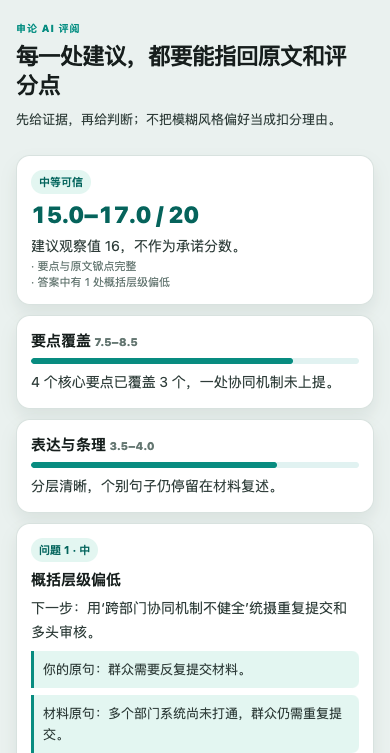 申论 AI 评阅
每一处建议，都要能指回原文和评
分点
先给证据，再给判断；不把模糊风格偏好当成扣分理由。
中等可信
15.0–17.0 / 20
建议观察值 16，不作为承诺分数。
· 要点与原文锨点完整
· 答案中有 1 处概括层级偏低
要点覆盖 7.5–8.5
4 个核心要点已覆盖 3 个，一处协同机制未上提。
表达与条理 3.5–4.0
分层清晰，个别句子仍停留在材料复述。
问题 1 · 中
概括层级偏低
下一步：用‘跨部门协同机制不健全’统摄重复提交和
多头审核。
你的原句：群众需要反复提交材料。
材料原句：多个部门系统尚未打通，群众仍需重复提
交。